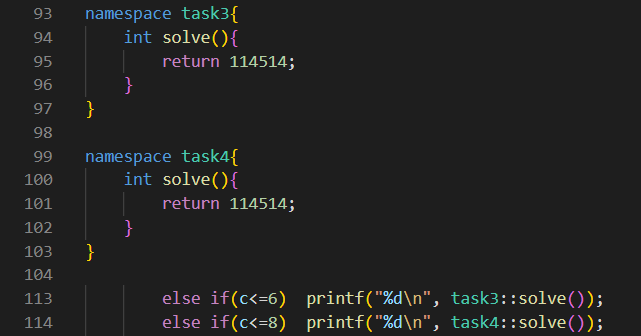 93 namespace task3{
94     int solve(){
95         return 114514;
96     }
97 }
98
99 namespace task4{
100     int solve(){
101         return 114514;
102     }
103 }
104
113         else if(c<=6)  printf("%d\n", task3::solve());
114         else if(c<=8)  printf("%d\n", task4::solve());